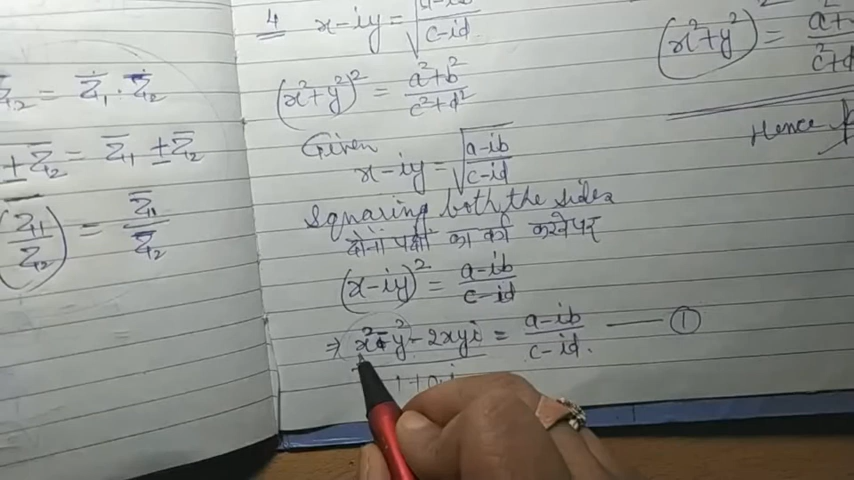 Z̄₂ = Z̄₁ . Z̄₂
± Z̄₂ = Z̄₁ ± Z̄₂
(Z₁/Z₂) = Z̄₁/Z̄₂
4 x-iy = √(a-ib/c-id)
(x²+y²)² = a²+b²/c²+d²
Given
x-iy = √(a-ib/c-id)
Squaring both the sides
दोनो पक्षों का वर्ग करने पर
(x-iy)² = a-ib/c-id
⇒ x²-y²-2xyi = a-ib/c-id. —— ①
(x²+y²)² = a²+/c²+d
Hence